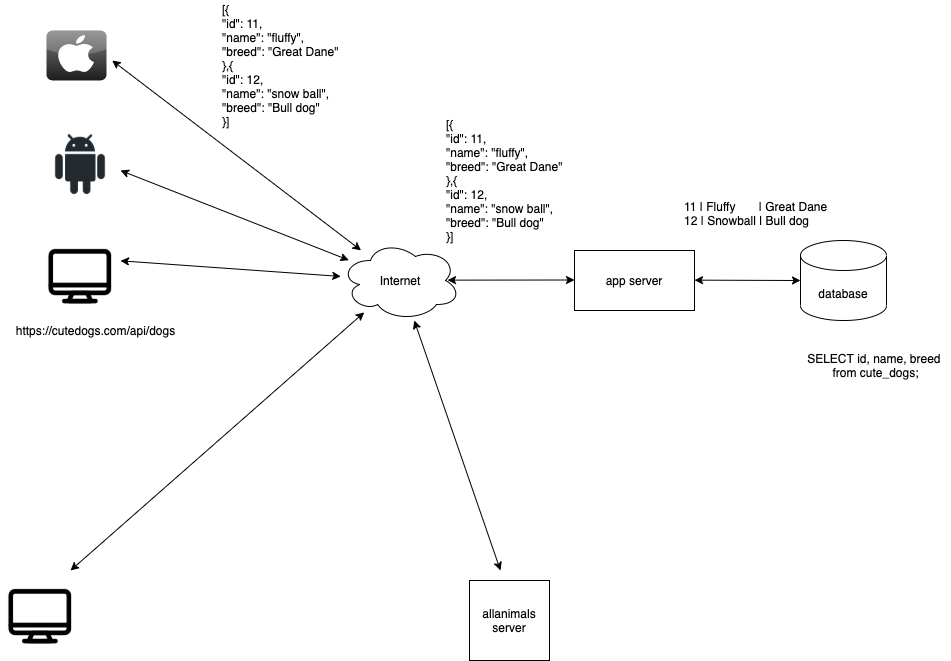 [{
"id": 11,
"name": "fluffy",
"breed": "Great Dane"
},{
"id": 12,
"name": "snow ball",
"breed": "Bull dog"
}]
[{
"id": 11,
"name": "fluffy",
"breed": "Great Dane"
},{
"id": 12,
"name": "snow ball",
"breed": "Bull dog"
}]
11 | Fluffy | Great Dane
12 | Snowball | Bull dog
Internet
app server
database
https://cutedogs.com/api/dogs
SELECT id, name, breed
from cute_dogs;
allanimals
server